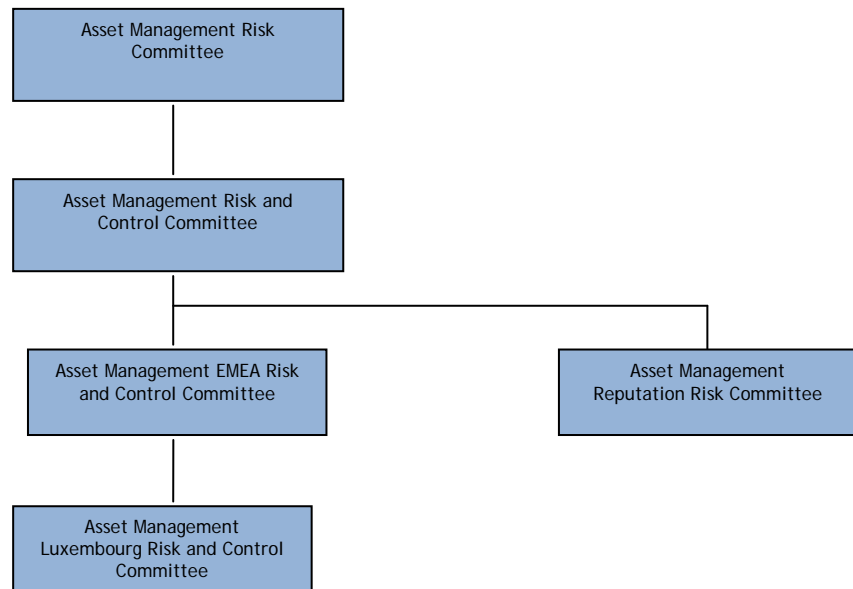 Asset Management Risk
Committee
Asset Management Risk and
Control Committee
Asset Management EMEA Risk
and Control Committee
Asset Management
Reputation Risk Committee
Asset Management
Luxembourg Risk and Control
Committee